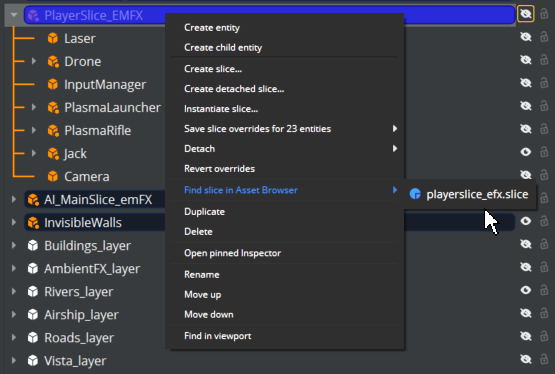 PlayerSlice_EMFX
Laser
Drone
InputManager
PlasmaLauncher
PlasmaRifle
Jack
Camera
AI_MainSlice_emFX
InvisibleWalls
Buildings_layer
AmbientFX_layer
Rivers_layer
Airship_layer
Roads_layer
Vista_layer
Create entity
Create child entity
Create slice...
Create detached slice...
Instantiate slice...
Save slice overrides for 23 entities
Detach
Revert overrides
Find slice in Asset Browser
Duplicate
Delete
Open pinned Inspector
Rename
Move up
Move down
Find in viewport
playerslice_efx.slice